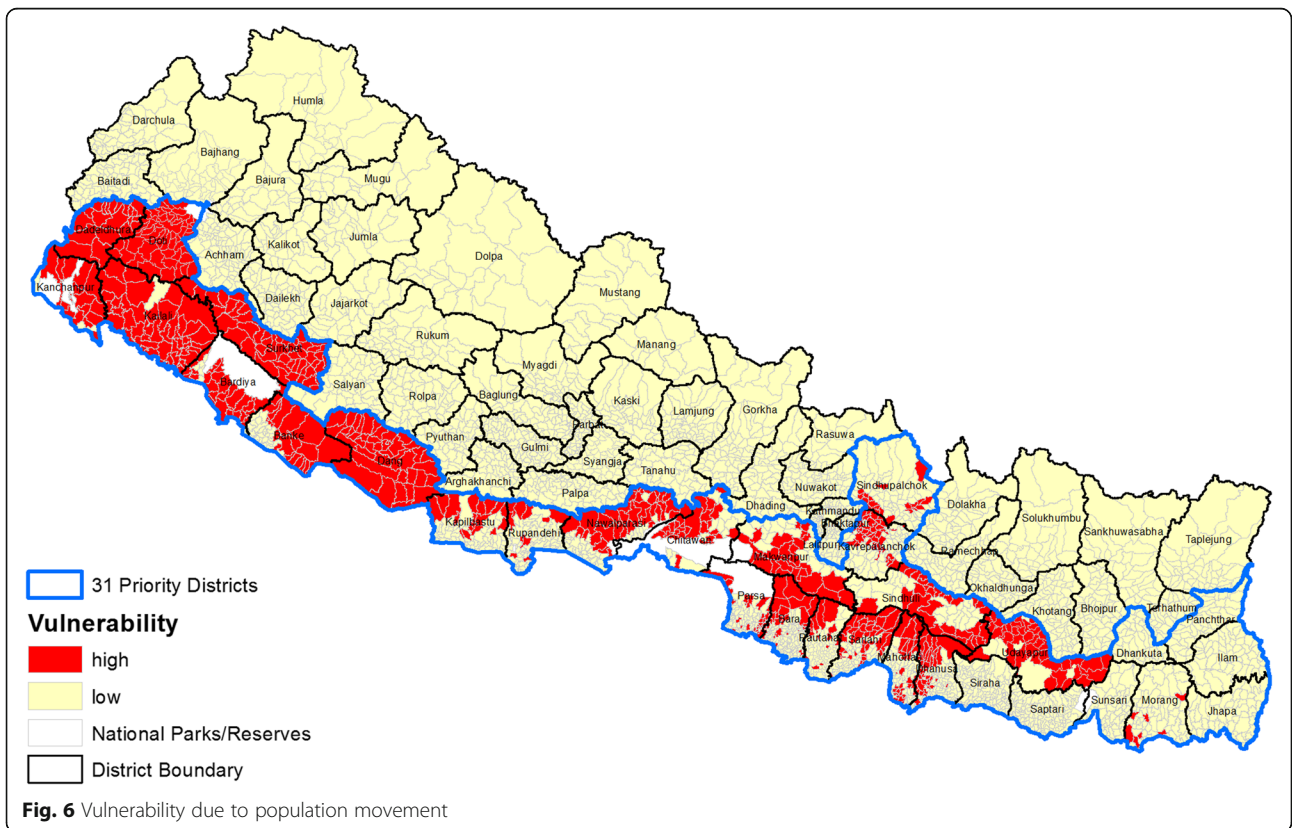 Humla
Darchula
Bajhang
Baitadi
Bajura
Mugu
Dadeldhura
Doti
Achham
Kalikot
Jumla
Dolpa
Kanchanpur
Kailali
Dailekh
Jajarkot
Mustang
Surkhet
Rukum
Manang
Bardiya
Salyan
Rolpa
Myagdi
Baglung
Kaski
Lamjung
Gorkha
Banke
Dang
Pyuthan
Gulmi
Parbat
Syangja
Tanahu
Rasuwa
Arghakhanchi
Palpa
Dhading
Nuwakot
Sindhupalchok
Dolakha
Solukhumbu
Sankhuwasabha
Taplejung
Kapilbastu
Rupandehi
Nawalparasi
Chitawan
Kathmandu
Bhaktapur
Lalitpur
Kavrepalanchok
Ramechhap
Makwanpur
Okhaldhunga
Khotang
Bhojpur
Terhathum
Panchthar
Parsa
Bara
Rautahat
Sarlahi
Sindhuli
Mahottari
Dhanusa
Siraha
Udayapur
Saptari
Dhankuta
Ilam
Sunsari
Morang
Jhapa
31 Priority Districts
Vulnerability
high
low
National Parks/Reserves
District Boundary
Fig. 6 Vulnerability due to population movement